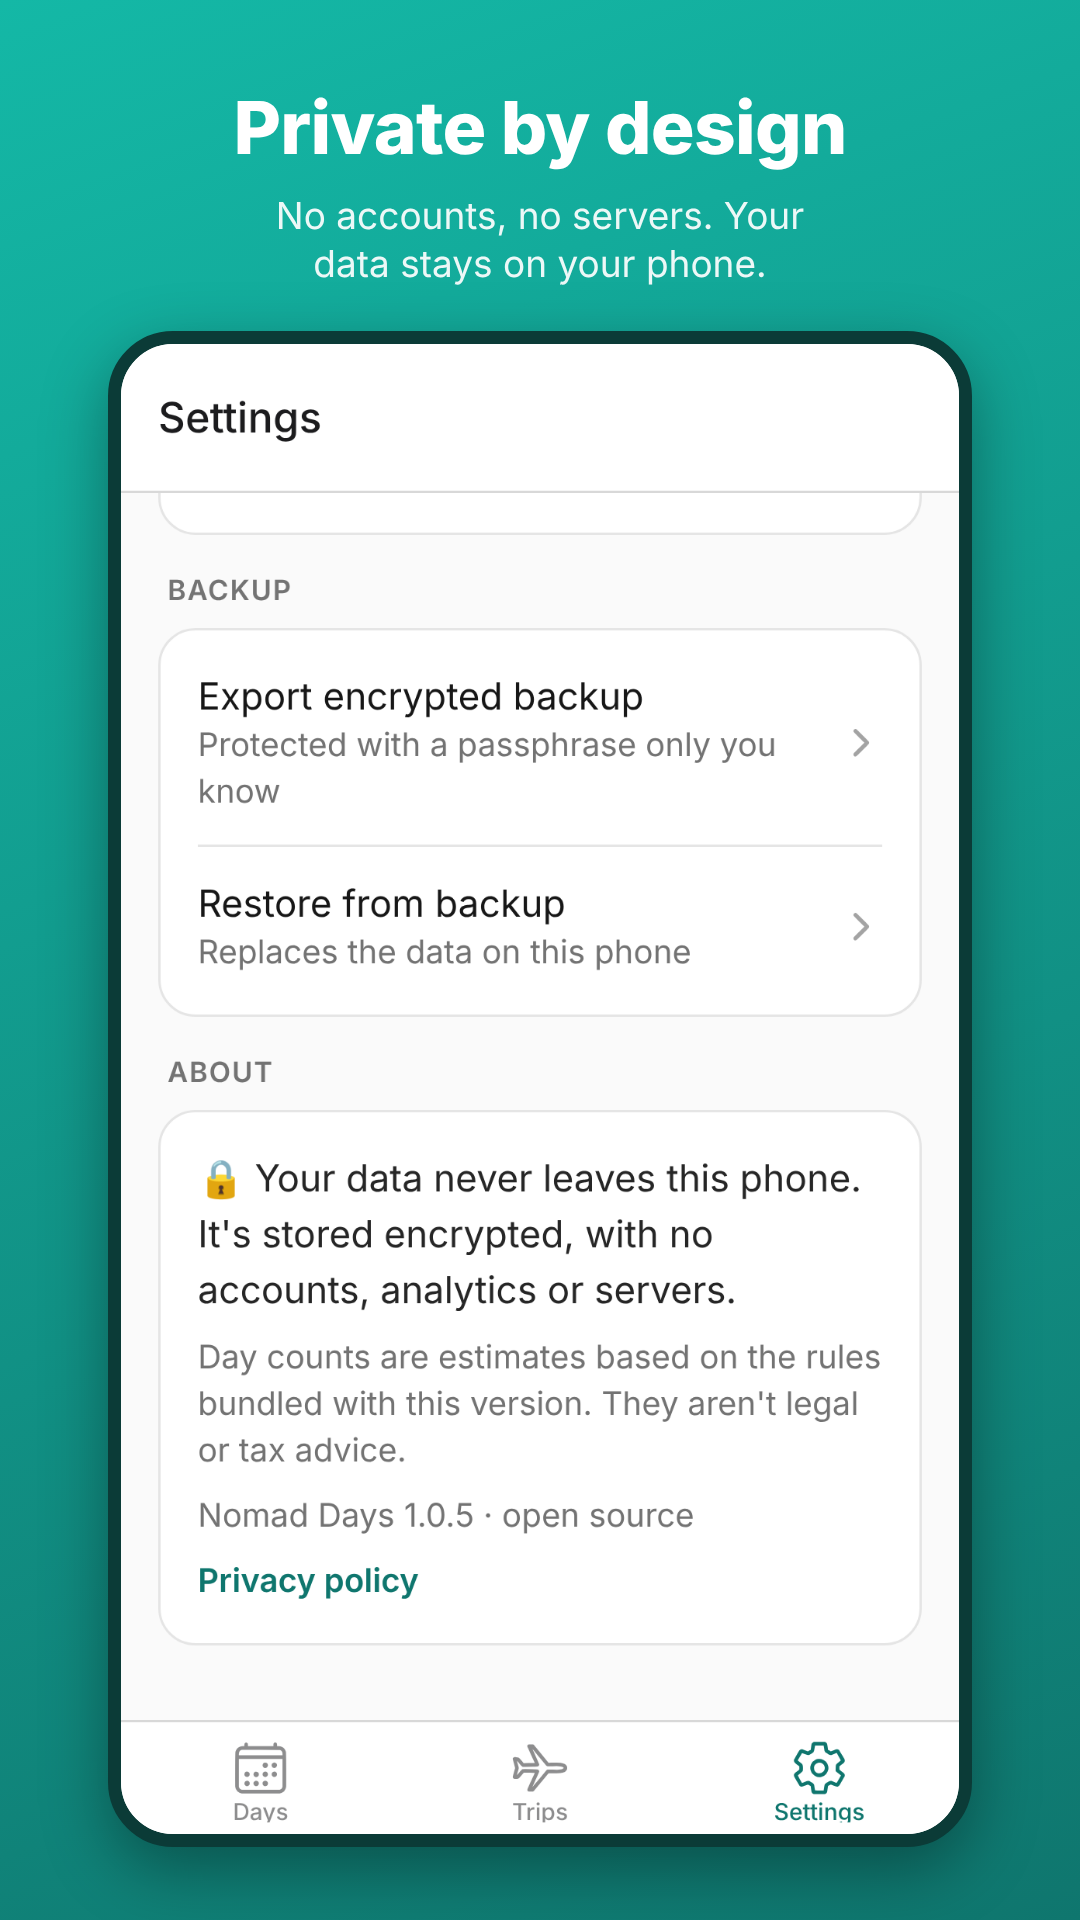 Private by design
No accounts, no servers. Your
data stays on your phone.
Settings
BACKUP
Export encrypted backup
Protected with a passphrase only you
know
Restore from backup
Replaces the data on this phone
ABOUT
🔒 Your data never leaves this phone.
It's stored encrypted, with no
accounts, analytics or servers.
Day counts are estimates based on the rules
bundled with this version. They aren't legal
or tax advice.
Nomad Days 1.0.5 · open source
Privacy policy
Days
Trips
Settings